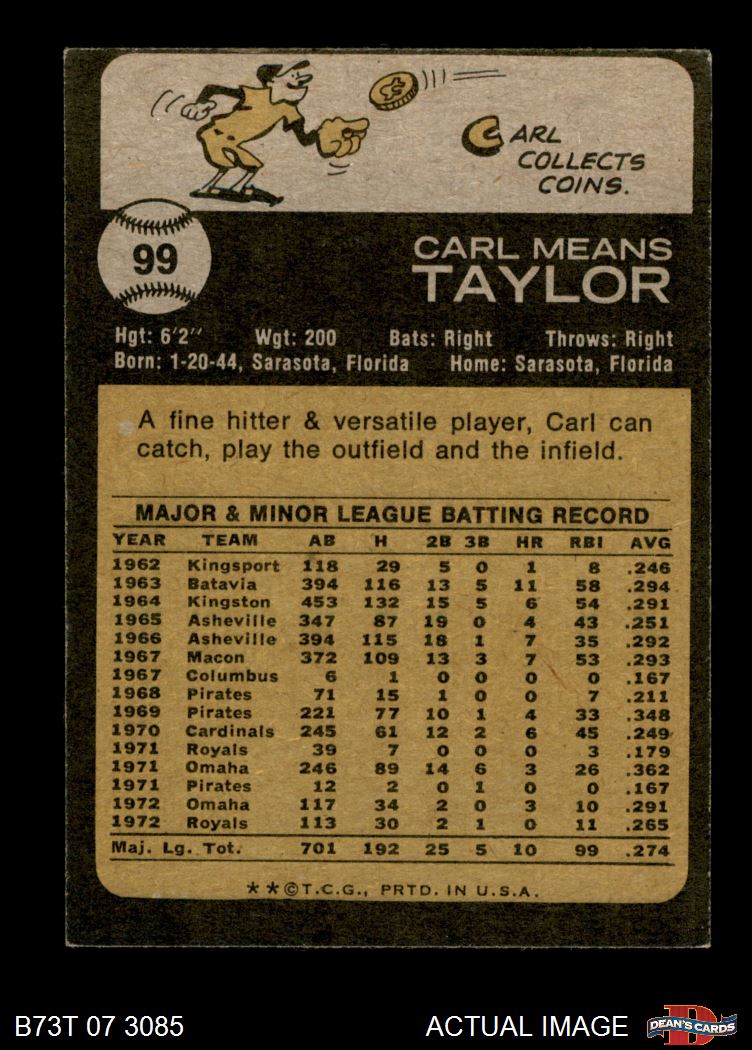 CARL
COLLECTS
COINS.
99
CARL MEANS
TAYLOR
Hgt: 6'2" Wgt: 200 Bats: Right Throws: Right
Born: 1-20-44, Sarasota, Florida Home: Sarasota, Florida
A fine hitter & versatile player, Carl can
catch, play the outfield and the infield.
MAJOR & MINOR LEAGUE BATTING RECORD
YEAR TEAM AB H 2B 3B HR RBI AVG
1962 Kingsport 118 29 5 0 1 8 .246
1963 Batavia 394 116 13 5 11 58 .294
1964 Kingston 453 132 15 5 6 54 .291
1965 Asheville 347 87 19 0 4 43 .251
1966 Asheville 394 115 18 1 7 35 .292
1967 Macon 372 109 13 3 7 53 .293
1967 Columbus 6 1 0 0 0 0 .167
1968 Pirates 71 15 1 0 0 7 .211
1969 Pirates 221 77 10 1 4 33 .348
1970 Cardinals 245 61 12 2 6 45 .249
1971 Royals 39 7 0 0 0 3 .179
1971 Omaha 246 89 14 6 3 26 .362
1971 Pirates 12 2 0 1 0 0 .167
1972 Omaha 117 34 2 0 3 10 .291
1972 Royals 113 30 2 1 0 11 .265
Maj. Lg. Tot. 701 192 25 5 10 99 .274
★★©T.C.G., PRTD. IN U.S.A.
B73T 07 3085 ACTUAL IMAGE
D
DEAN'S CARDS